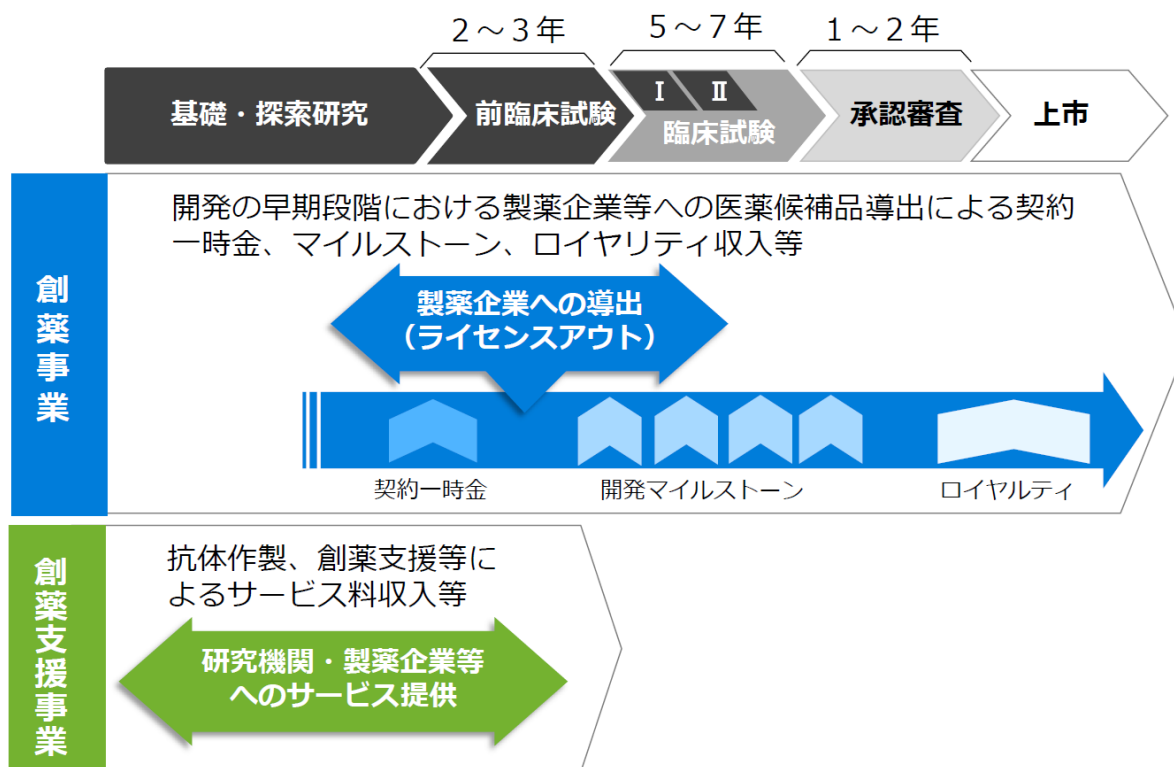 ２～３年
５～７年
１～２年
基礎・探索研究
前臨床試験
Ⅰ
Ⅱ
臨床試験
承認審査
上市
創薬事業
開発の早期段階における製薬企業等への医薬候補品導出による契約
一時金、マイルストーン、ロイヤリティ収入等
製薬企業への導出
（ライセンスアウト）
契約一時金
開発マイルストーン
ロイヤルティ
創薬支援事業
抗体作製、創薬支援等に
よるサービス料収入等
研究機関・製薬企業等
へのサービス提供